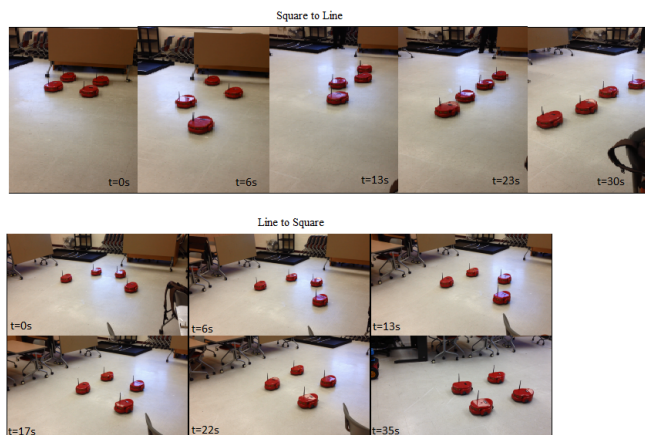 Square to Line
t=0s
t=6s
t=13s
t=23s
t=30s
Line to Square
t=0s
t=6s
t=13s
t=17s
t=22s
t=35s